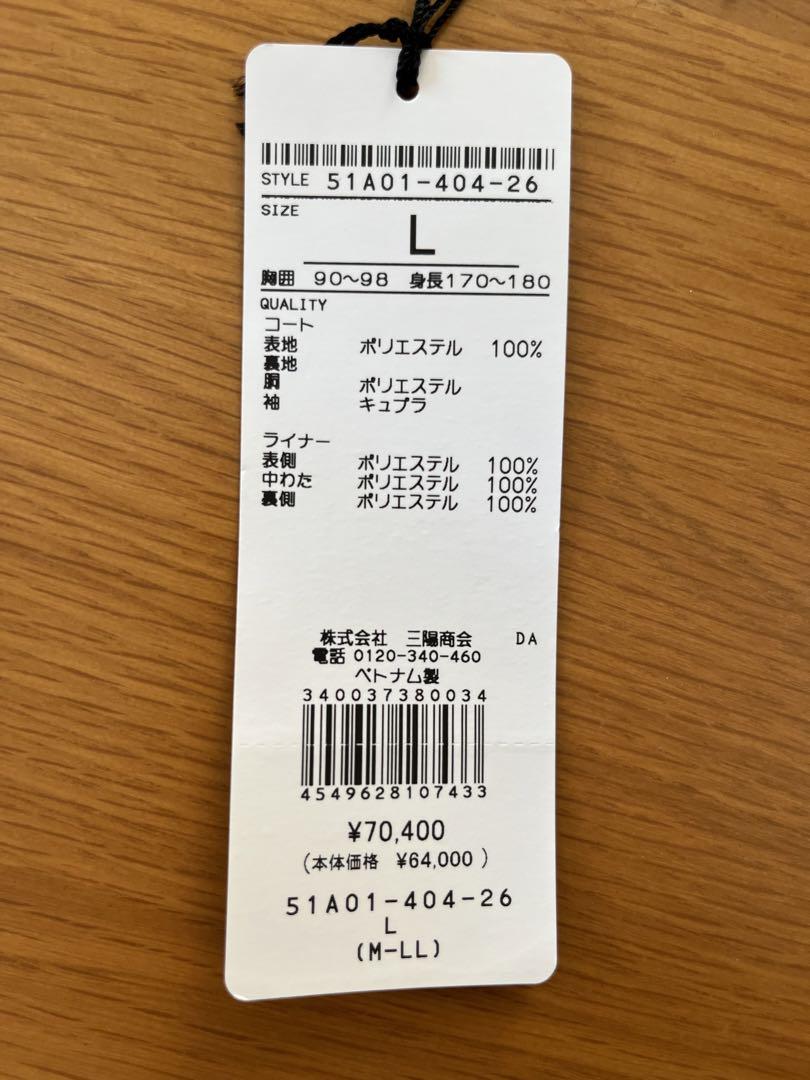 STYLE 51A01-404-26
SIZE
L
胸囲 90～98 身長170～180
QUALITY
コート
表地 ポリエステル 100%
裏地
胴 ポリエステル
袖 キュプラ
ライナー
表側 ポリエステル 100%
中わた ポリエステル 100%
裏側 ポリエステル 100%
株式会社 三陽商会 DA
電話 0120-340-460
ベトナム製
340037380034
4549628107433
¥70,400
(本体価格 ¥64,000)
51A01-404-26
L
(M-LL)